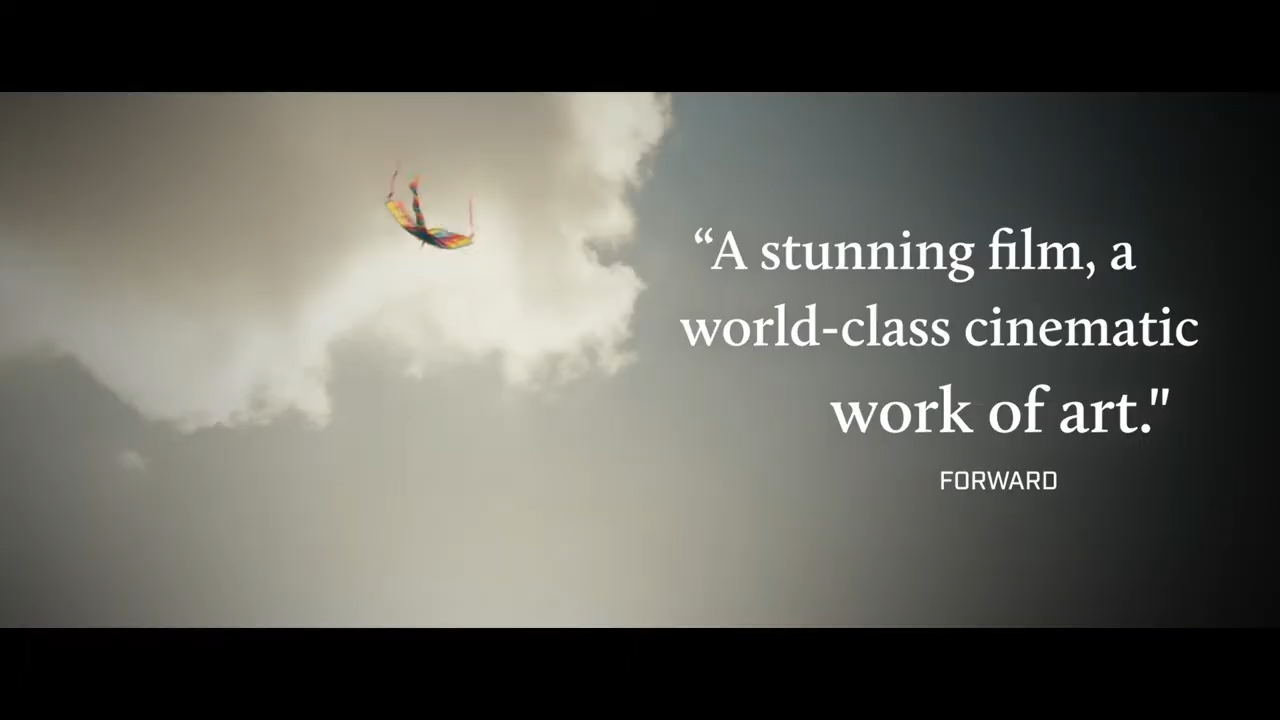 “A stunning film, a
world-class cinematic
work of art."
FORWARD